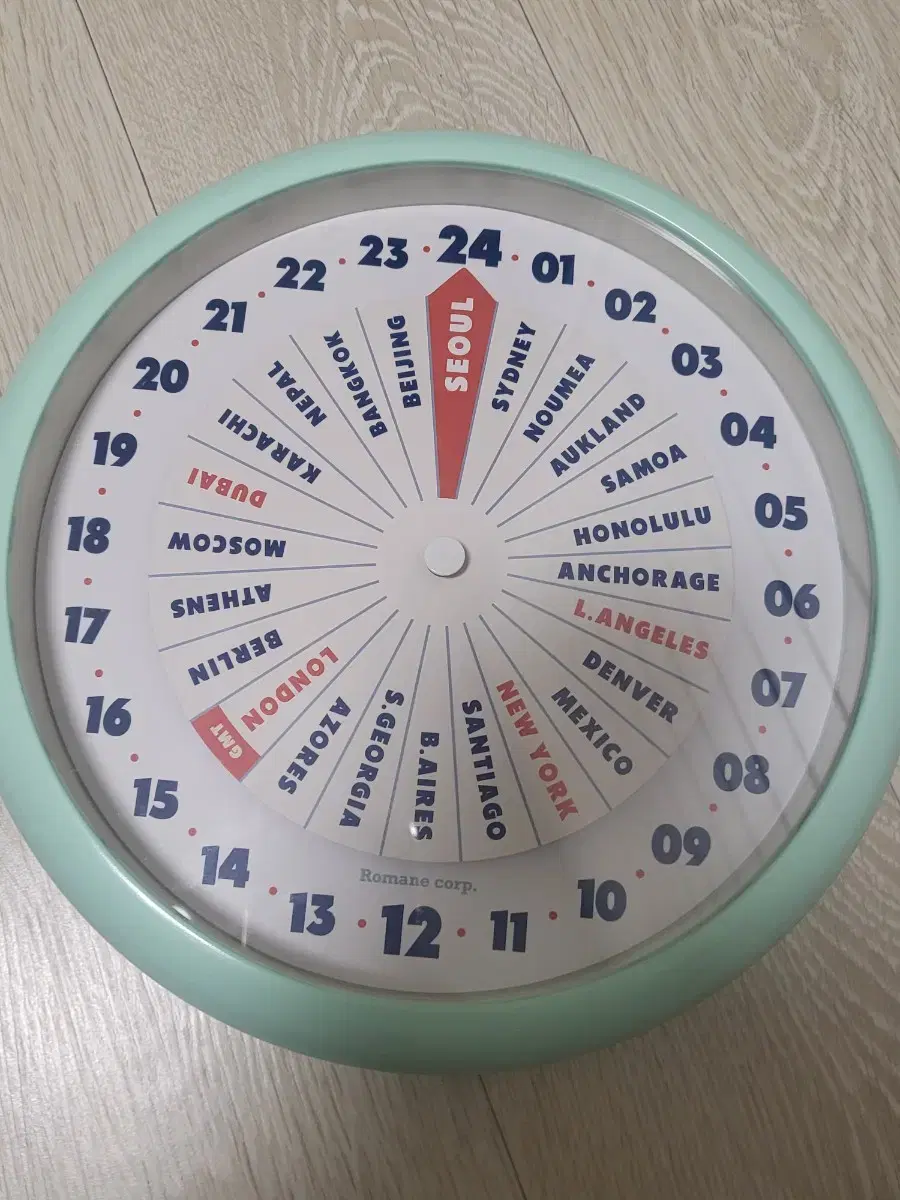 24
01
02
03
04
05
06
07
08
09
10
11
12
13
14
15
16
17
18
19
20
21
22
23
SEOUL
SYDNEY
NOUMEA
AUKLAND
SAMOA
HONOLULU
ANCHORAGE
L.ANGELES
DENVER
MEXICO
NEW YORK
SANTIAGO
B.AIRES
S.GEORGIA
AZORES
LONDON
GMT
BERLIN
ATHENS
MOSCOW
DUBAI
KARACHI
NEPAL
BANGKOK
BEIJING
Romane corp.